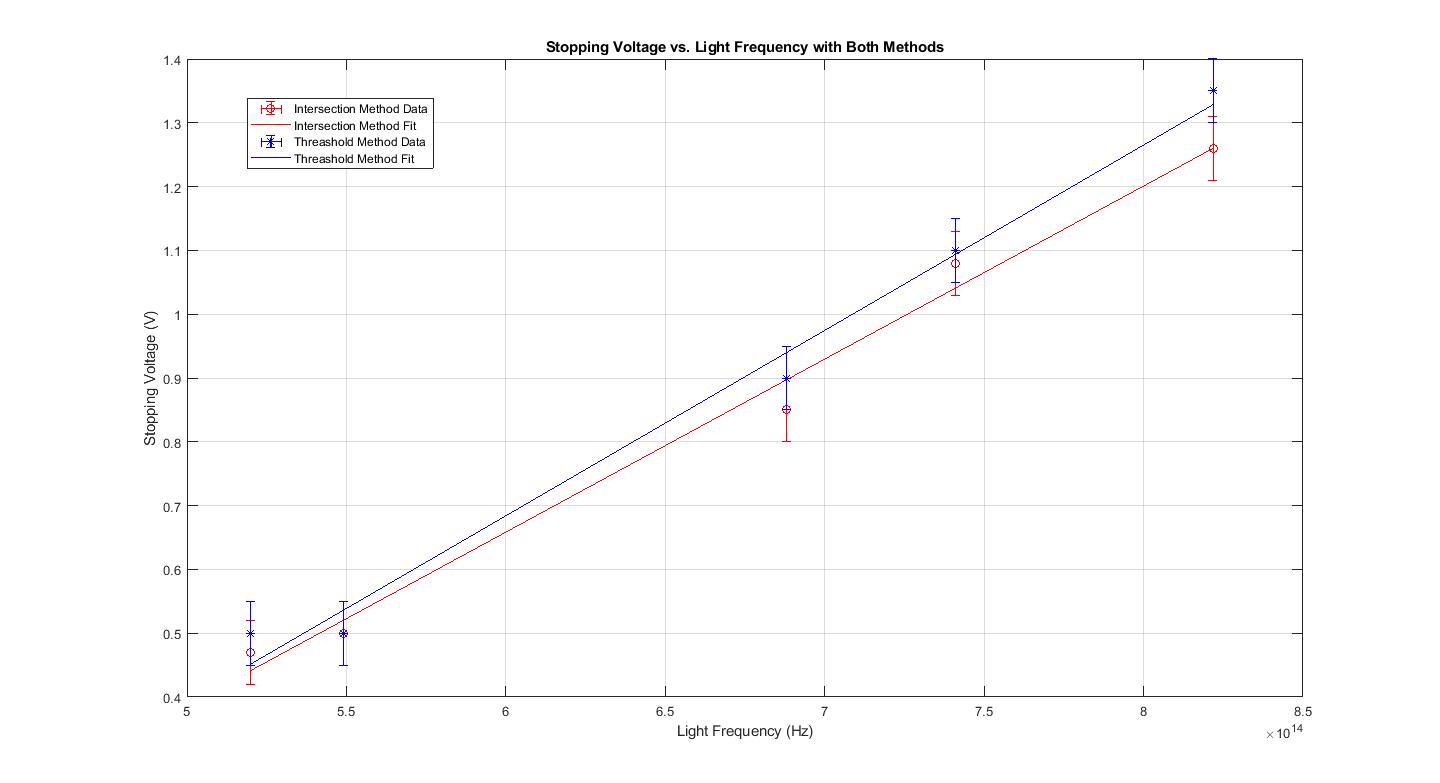 Stopping Voltage vs. Light Frequency with Both Methods
1.4
1.3
1.2
1.1
1
0.9
0.8
0.7
0.6
0.5
0.4
Stopping Voltage (V)
Intersection Method Data
Intersection Method Fit
Threashold Method Data
Threashold Method Fit
5 5.5 6 6.5 7 7.5 8 8.5
Light Frequency (Hz)
×10^14